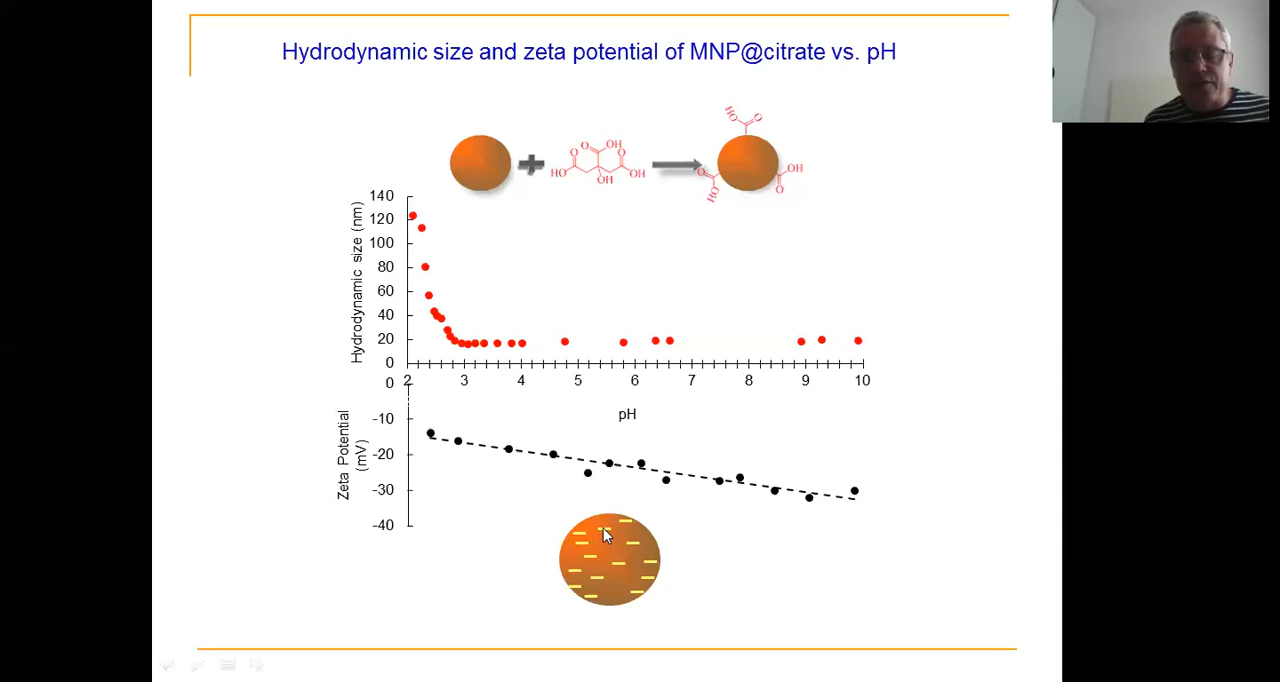 Hydrodynamic size and zeta potential of MNP@citrate vs. pH
HO
O
O
O
OH
O
HO
OH
OH
O
HO
OH
O
140
120
100
80
60
40
20
0
Hydrodynamic size (nm)
2 3 4 5 6 7 8 9 10
pH
0
-10
-20
-30
-40
Zeta Potential
(mV)